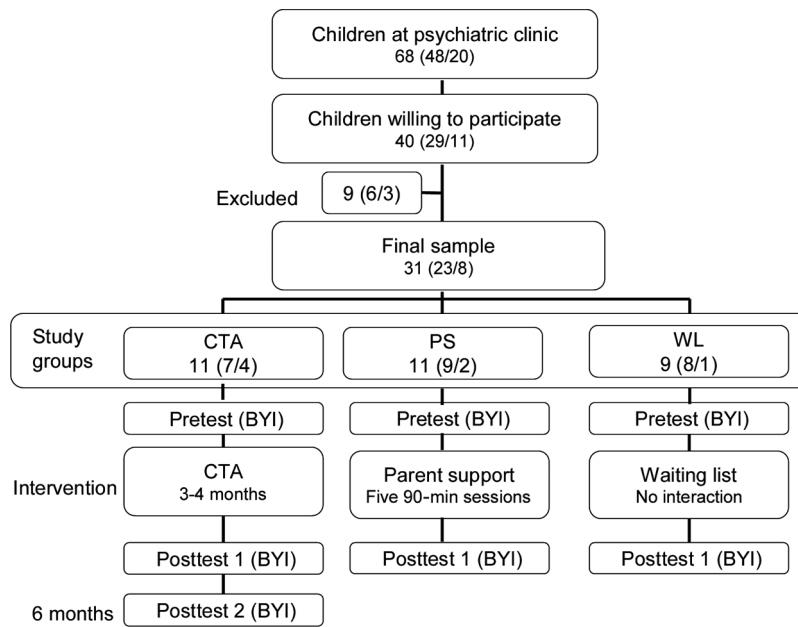 Children at psychiatric clinic
68 (48/20)
Children willing to participate
40 (29/11)
Excluded
9 (6/3)
Final sample
31 (23/8)
Study
groups
CTA
11 (7/4)
PS
11 (9/2)
WL
9 (8/1)
Pretest (BYI)
Pretest (BYI)
Pretest (BYI)
Intervention
CTA
3-4 months
Parent support
Five 90-min sessions
Waiting list
No interaction
Posttest 1 (BYI)
Posttest 1 (BYI)
Posttest 1 (BYI)
6 months
Posttest 2 (BYI)